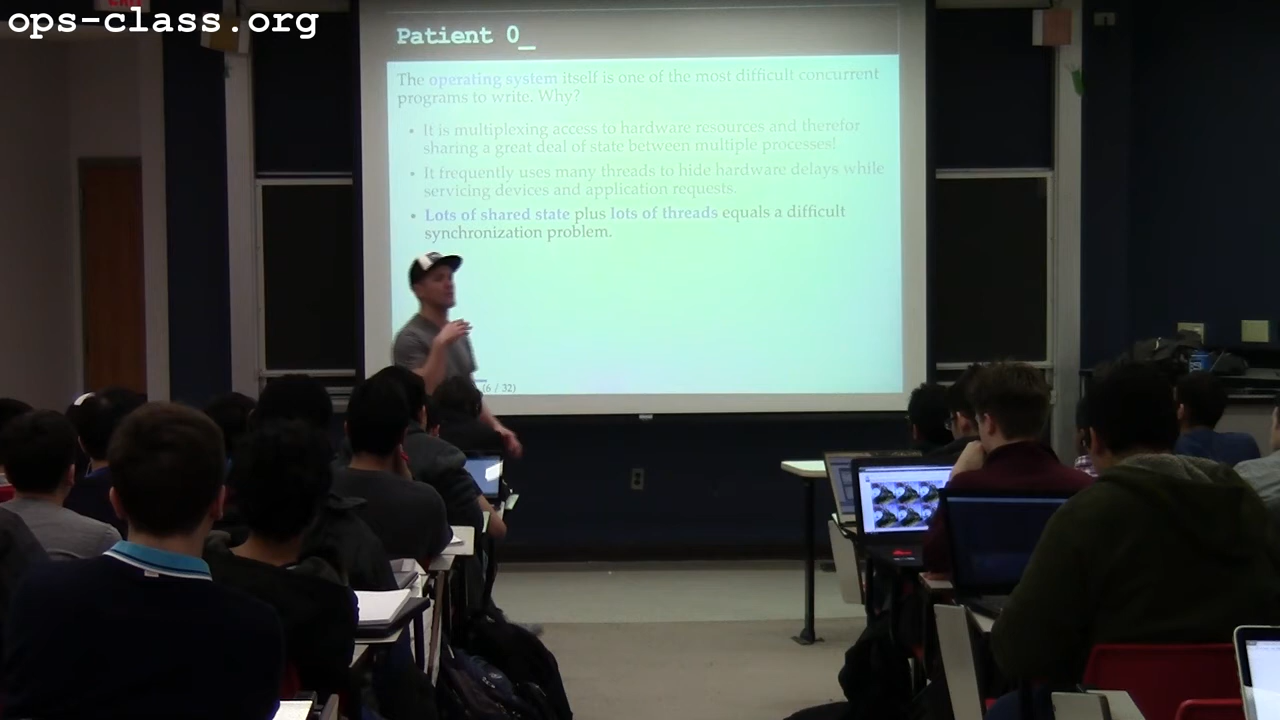 ops-class.org
Patient 0_
The operating system itself is one of the most difficult concurrent
programs to write. Why?
• It is multiplexing access to hardware resources and therefor
sharing a great deal of state between multiple processes!
• It frequently uses many threads to hide hardware delays while
servicing devices and application requests.
• Lots of shared state plus lots of threads equals a difficult
synchronization problem.
(6 / 32)